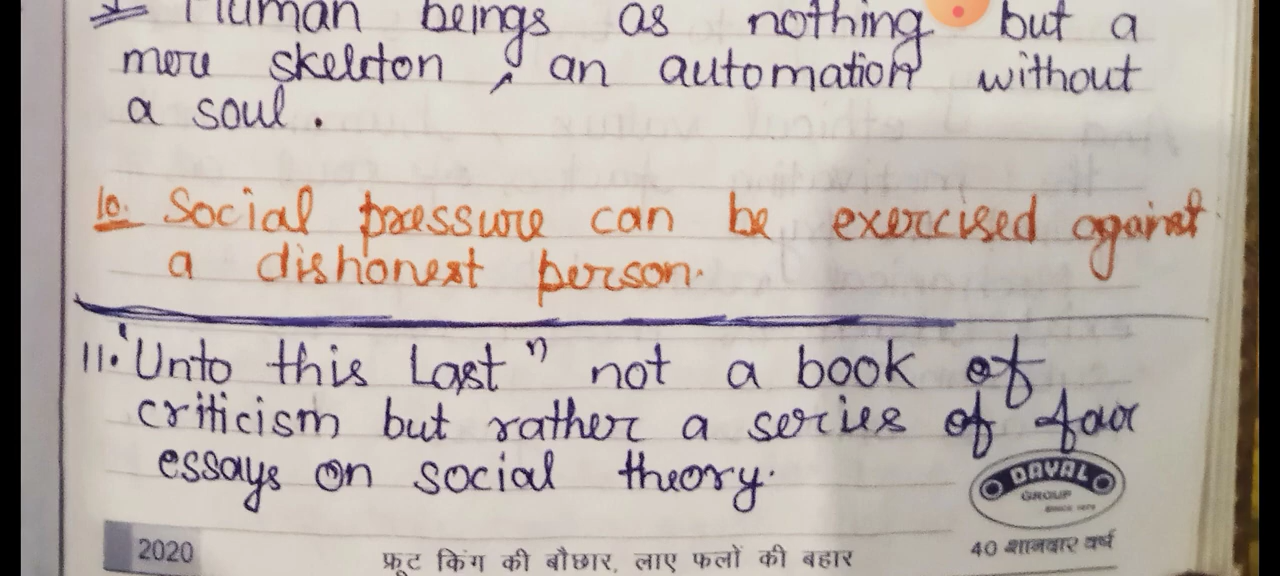 Human beings as nothing but a
mere skeleton, an automation without
a soul.
10. Social pressure can be exercised against
a dishonest person.
11. "Unto this Last" not a book of
criticism but rather a series of four
essays on social theory.
DAYAL
GROUP
2020
फ्रूट किंग की बौछार, लाए फलों की बहार
40 शानदार वर्ष